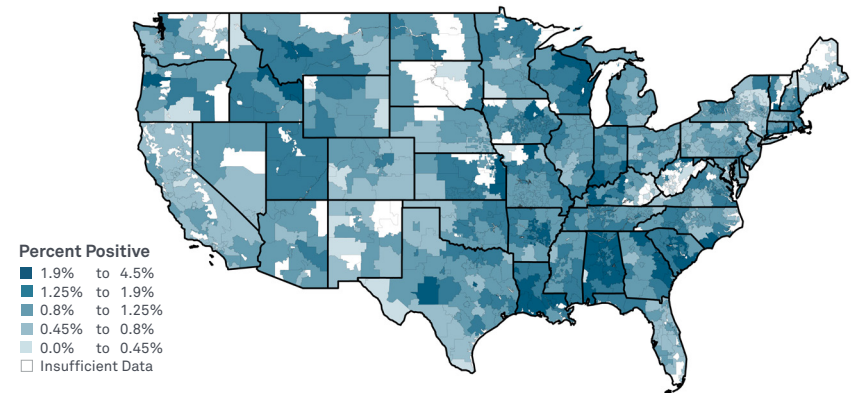 Percent Positive
1.9% to 4.5%
1.25% to 1.9%
0.8% to 1.25%
0.45% to 0.8%
0.0% to 0.45%
Insufficient Data